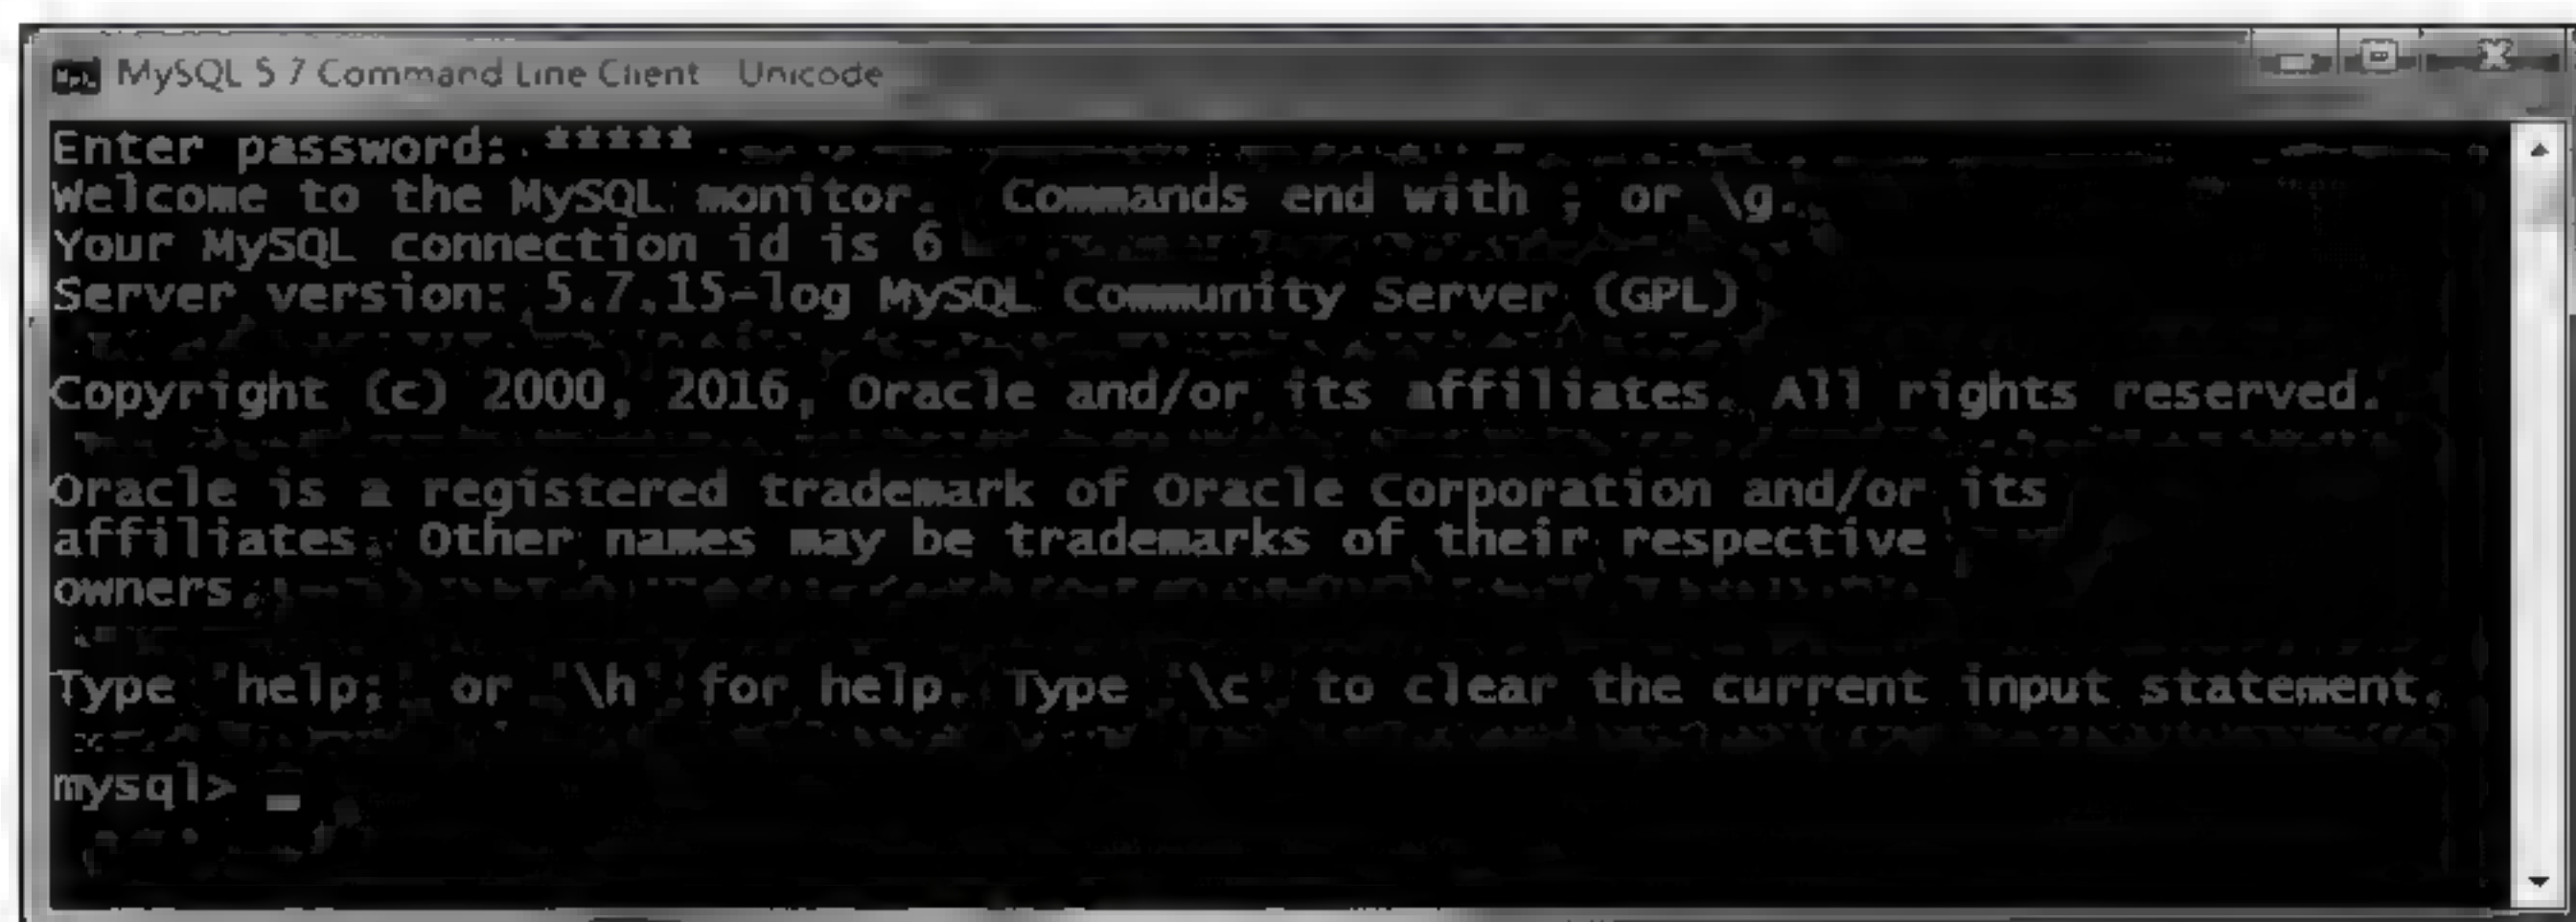 MySQL 5 7 Command Line Client   Unicode
Enter password: *****
Welcome to the MySQL monitor.  Commands end with ; or \g.
Your MySQL connection id is 6
Server version: 5.7.15-log MySQL Community Server (GPL)
Copyright (c) 2000, 2016, Oracle and/or its affiliates. All rights reserved.
Oracle is a registered trademark of Oracle Corporation and/or its
affiliates. Other names may be trademarks of their respective
owners.
Type 'help;' or '\h' for help. Type '\c' to clear the current input statement.
mysql> _